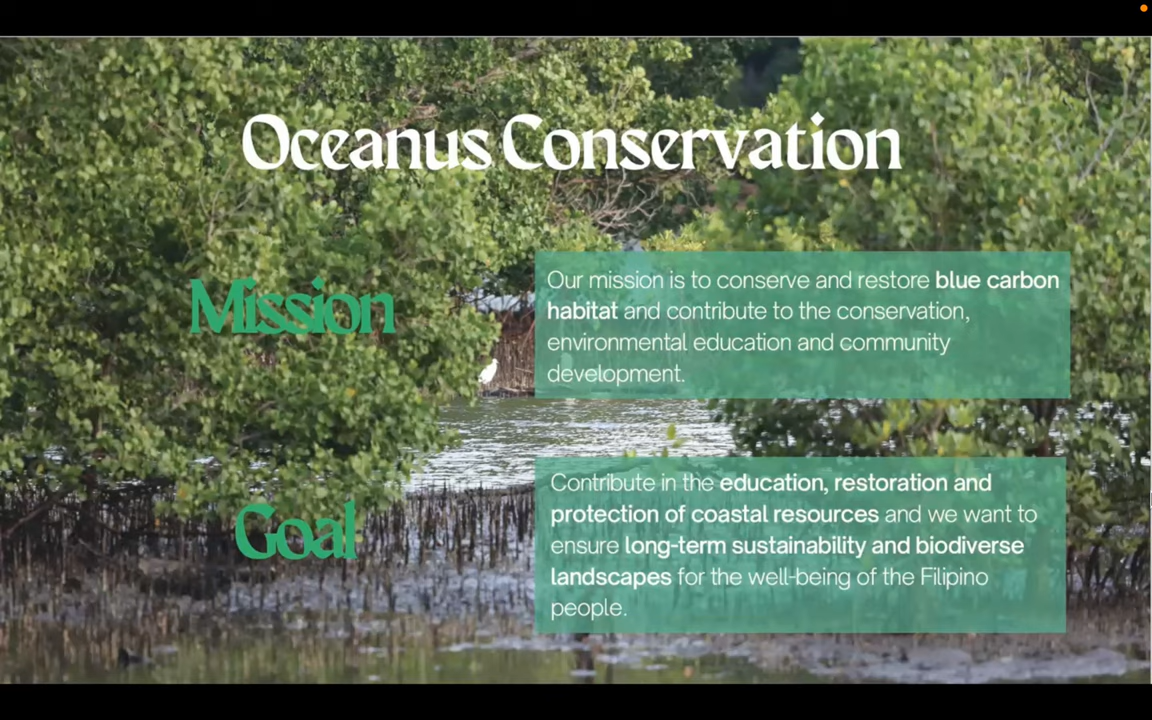 Oceanus Conservation
Mission
Our mission is to conserve and restore blue carbon
habitat and contribute to the conservation,
environmental education and community
development.
Goal
Contribute in the education, restoration and
protection of coastal resources and we want to
ensure long-term sustainability and biodiverse
landscapes for the well-being of the Filipino
people.